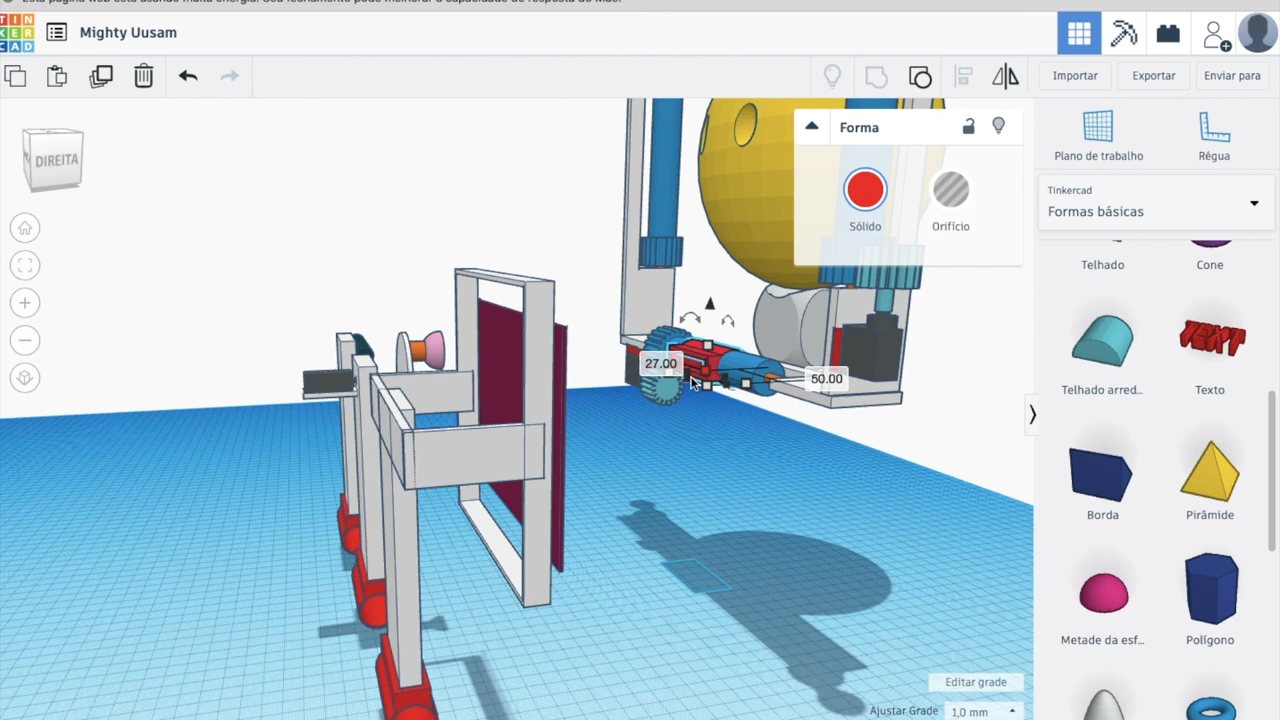 Esta página web está usando muita energia. Seu fechamento pode melhorar a capacidade de resposta do Mac.
TIN
KER
CAD
Mighty Uusam
Importar
Exportar
Enviar para
DIREITA
Forma
Sólido
Orifício
27.00
50.00
Plano de trabalho
Régua
Tinkercad
Formas básicas
Telhado
Cone
Telhado arred...
Texto
Borda
Pirâmide
Metade da esf...
Polígono
Editar grade
Ajustar Grade
1,0 mm
TEXT